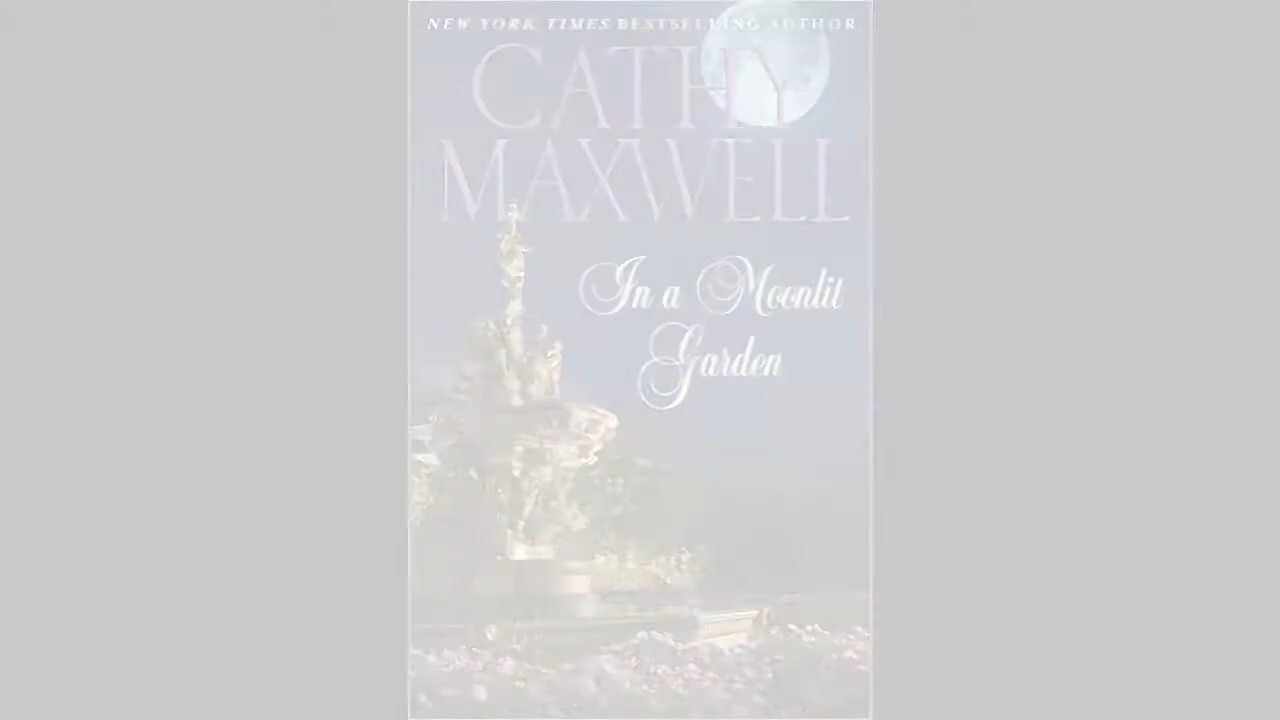 NEW YORK TIMES BESTSELLING AUTHOR
CATHY
MAXWELL
In a Moonlit
Garden